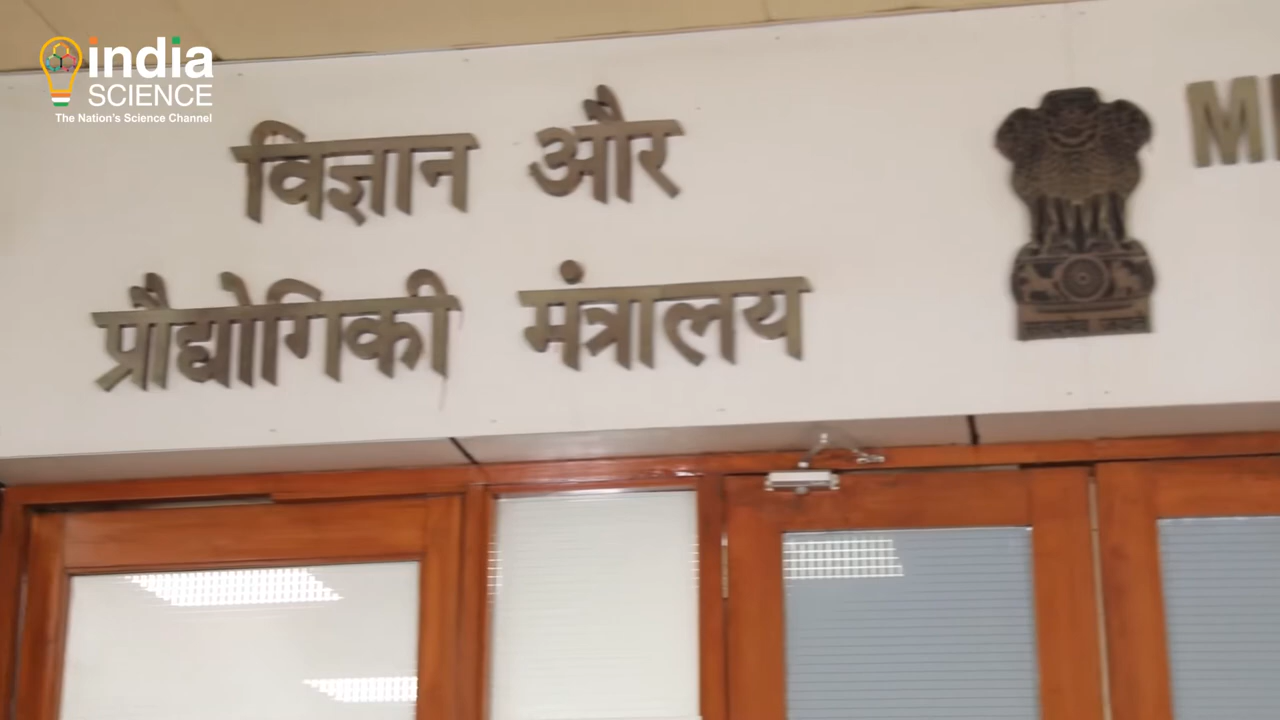 india
SCIENCE
The Nation's Science Channel
विज्ञान और
प्रौद्योगिकी मंत्रालय